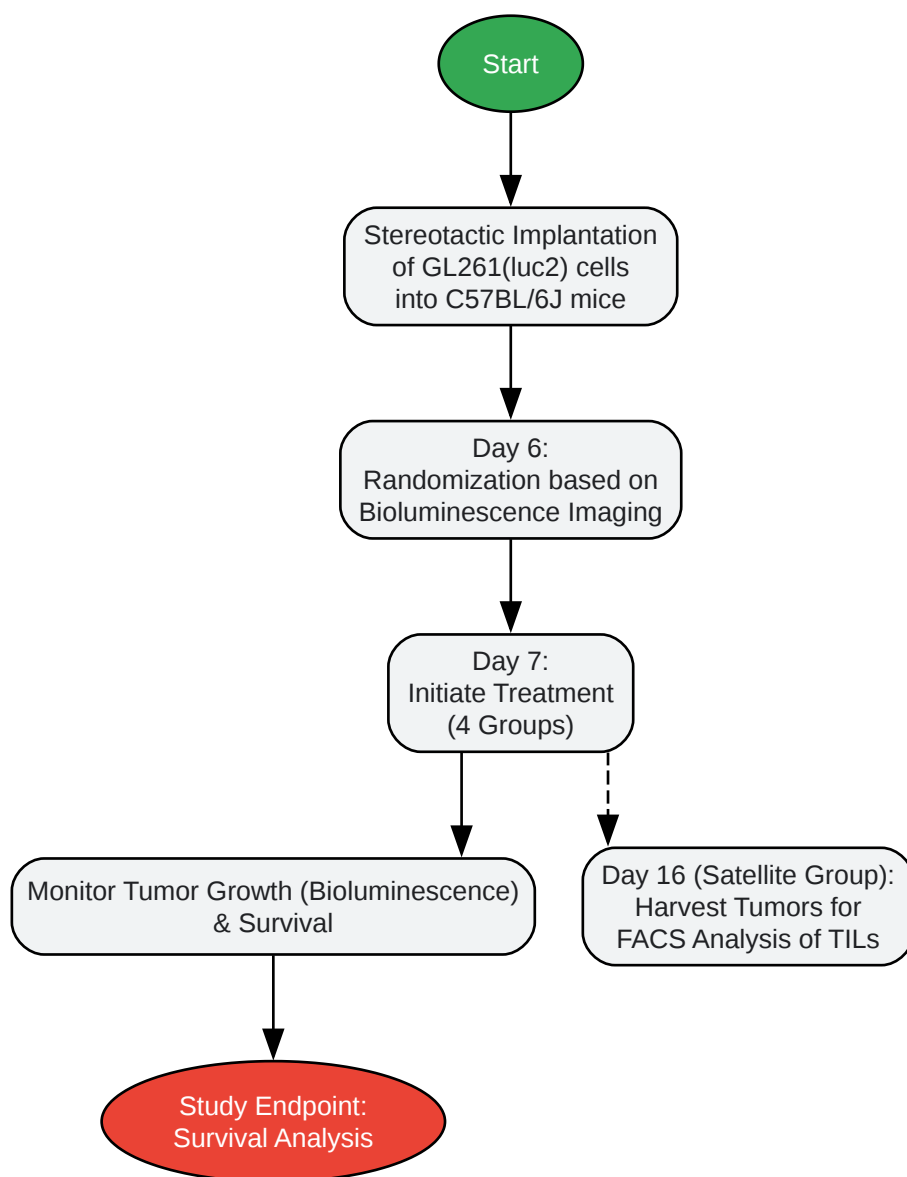 Start
Stereotactic Implantation
of GL261(luc2) cells
into C57BL/6J mice
Day 6:
Randomization based on
Bioluminescence Imaging
Day 7:
Initiate Treatment
(4 Groups)
Monitor Tumor Growth (Bioluminescence)
& Survival
Day 16 (Satellite Group):
Harvest Tumors for
FACS Analysis of TILs
Study Endpoint:
Survival Analysis